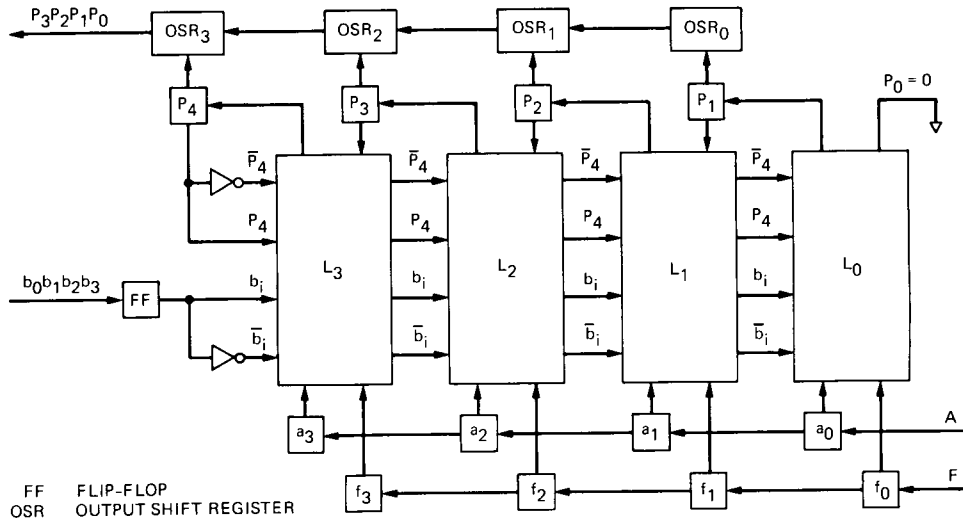 P₃P₂P₁P₀
OSR₃ OSR₂ OSR₁ OSR₀
P₀ = 0
P₄ P₃ P₂ P₁
P̅₄ P̅₄ P̅₄ P̅₄
P₄ P₄ P₄
L₃ L₂ L₁ L₀
b₀b₁b₂b₃ FF bᵢ bᵢ bᵢ bᵢ
b̅ᵢ b̅ᵢ b̅ᵢ b̅ᵢ
a₃ a₂ a₁ a₀ A
f₃ f₂ f₁ f₀ F
FF FLIP-FLOP
OSR OUTPUT SHIFT REGISTER